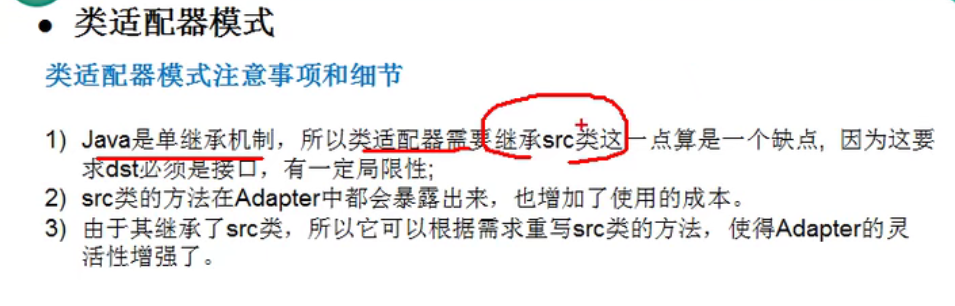 ● 类适配器模式
类适配器模式注意事项和细节
1) Java是单继承机制，所以类适配器需要继承src类这一点算是一个缺点, 因为这要
求dst必须是接口，有一定局限性;
2) src类的方法在Adapter中都会暴露出来，也增加了使用的成本。
3) 由于其继承了src类，所以它可以根据需求重写src类的方法，使得Adapter的灵
活性增强了。